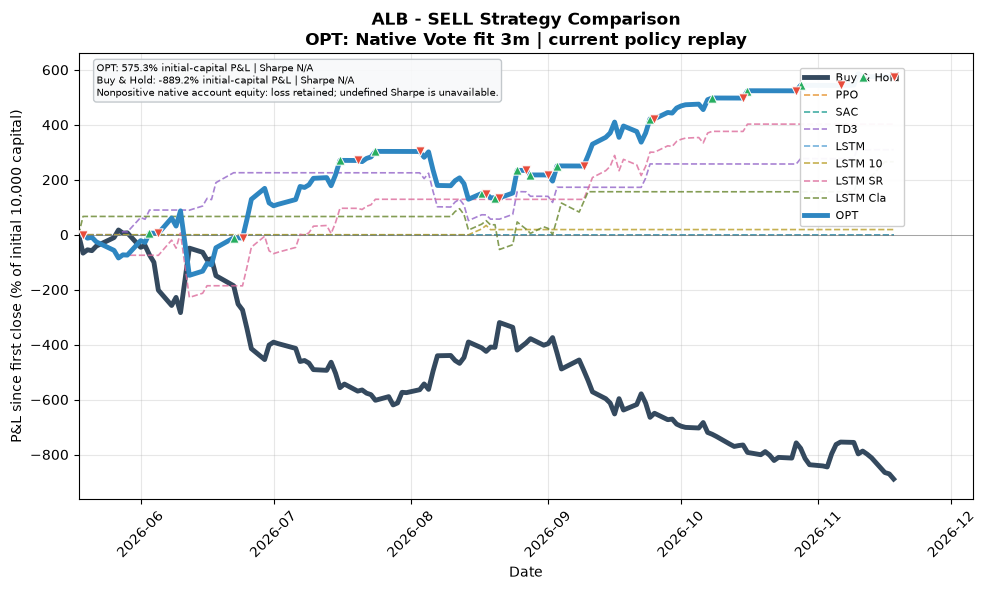 ALB - SELL Strategy Comparison
OPT: Native Vote fit 3m | current policy replay
OPT: 575.3% initial-capital P&L | Sharpe N/A
Buy & Hold: -889.2% initial-capital P&L | Sharpe N/A
Nonpositive native account equity: loss retained; undefined Sharpe is unavailable.
Buy & Hold
PPO
SAC
TD3
LSTM
LSTM 10
LSTM SR
LSTM Cla
OPT
P&L since first close (% of initial 10,000 capital)
600
400
200
0
−200
−400
−600
−800
2026-06
2026-07
2026-08
2026-09
2026-10
2026-11
2026-12
Date